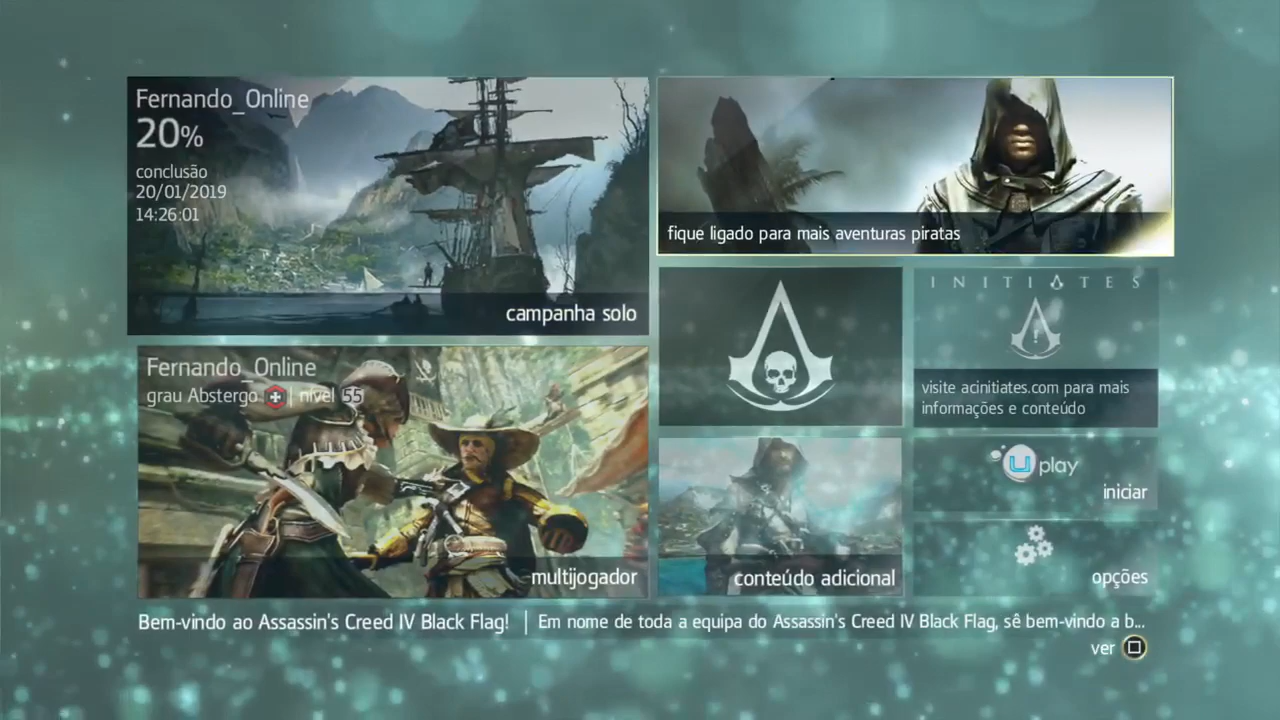 Fernando_Online
20%
conclusão
20/01/2019
14:26:01
campanha solo
fique ligado para mais aventuras piratas
Fernando_Online
grau Abstergo | nível 55
multijogador
INITIATES
visite acinitiates.com para mais
informações e conteúdo
conteúdo adicional
Uplay
iniciar
opções
Bem-vindo ao Assassin's Creed IV Black Flag! | Em nome de toda a equipa do Assassin's Creed IV Black Flag, sê bem-vindo a b...
ver